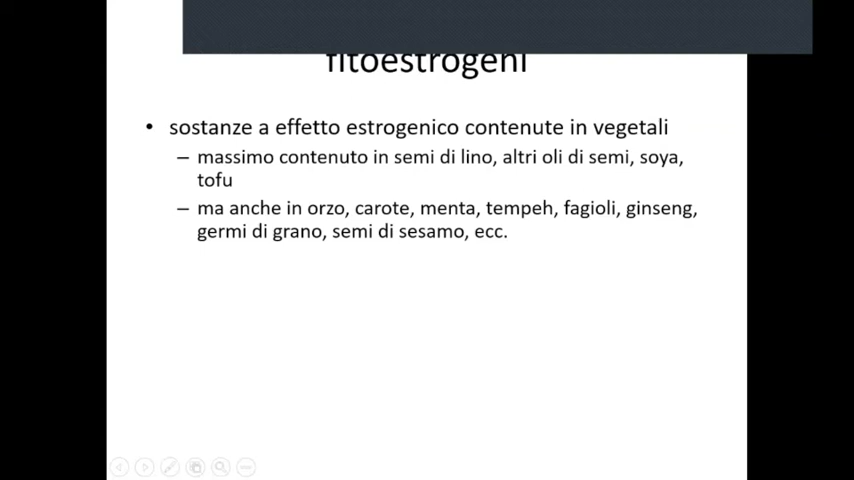 fitoestrogeni
• sostanze a effetto estrogenico contenute in vegetali
– massimo contenuto in semi di lino, altri oli di semi, soya,
tofu
– ma anche in orzo, carote, menta, tempeh, fagioli, ginseng,
germi di grano, semi di sesamo, ecc.